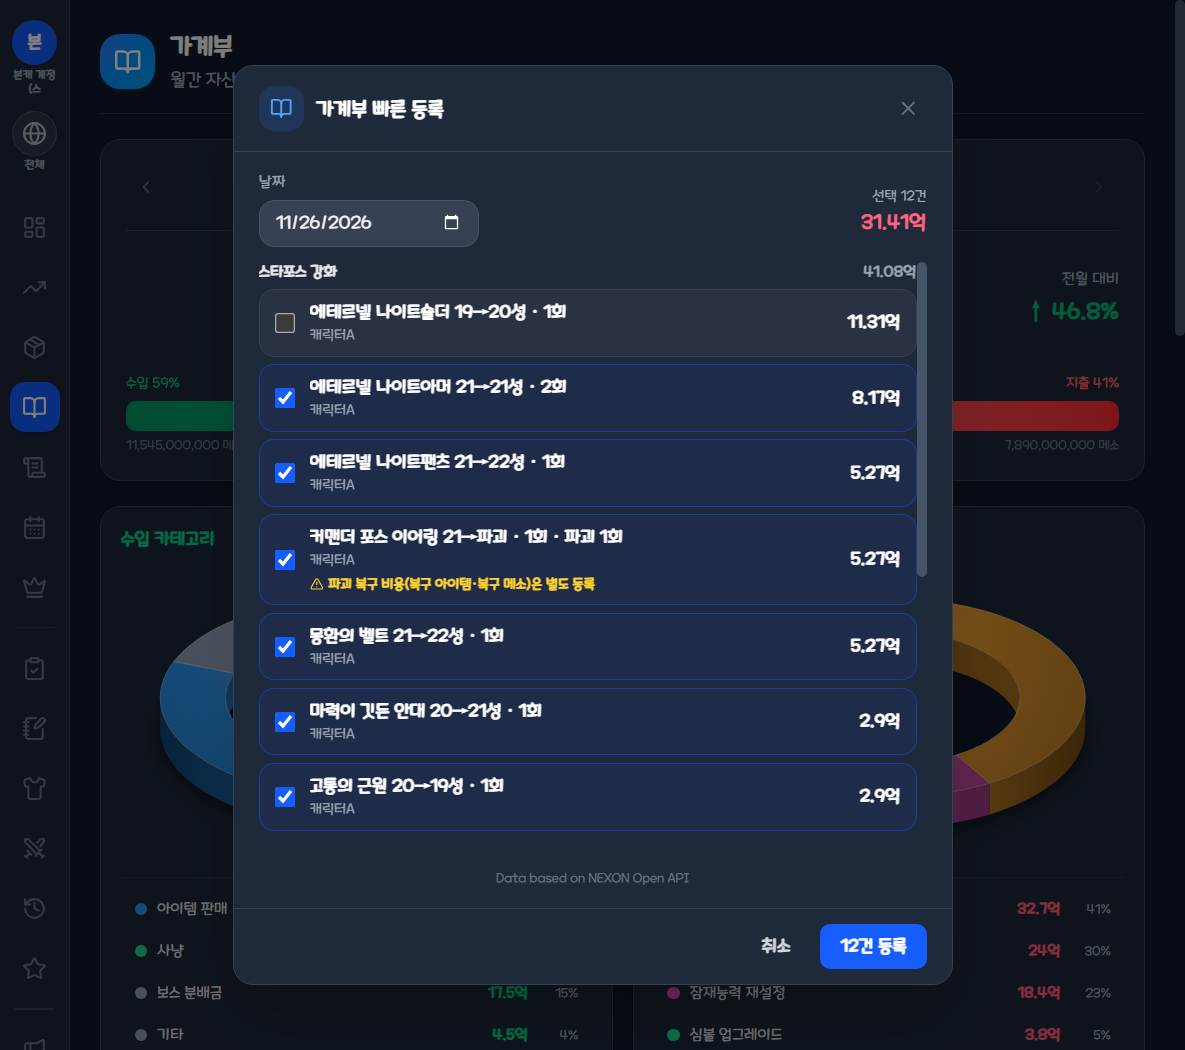 본
본캐 계정
(스
전체
가계부
월간 자산
가계부 빠른 등록
날짜
11/26/2026
선택 12건
31.41억
스타포스 강화
41.08억
에테르넬 나이트숄더 19→20성 · 1회
캐릭터A
11.31억
에테르넬 나이트아머 21→21성 · 2회
캐릭터A
8.17억
에테르넬 나이트팬츠 21→22성 · 1회
캐릭터A
5.27억
커맨더 포스 이어링 21→파괴 · 1회 · 파괴 1회
캐릭터A
⚠ 파괴 복구 비용(복구 아이템·복구 메소)은 별도 등록
5.27억
몽환의 벨트 21→22성 · 1회
캐릭터A
5.27억
마력이 깃든 안대 20→21성 · 1회
캐릭터A
2.9억
고통의 근원 20→19성 · 1회
캐릭터A
2.9억
Data based on NEXON Open API
취소
12건 등록
전월 대비
↑ 46.8%
수입 59%
지출 41%
11,545,000,000 메
7,890,000,000 메소
수입 카테고리
아이템 판매
사냥
보스 분배금
17.5억
15%
기타
4.5억
4%
32.7억
41%
24억
30%
잠재능력 재설정
18.4억
23%
심볼 업그레이드
3.8억
5%